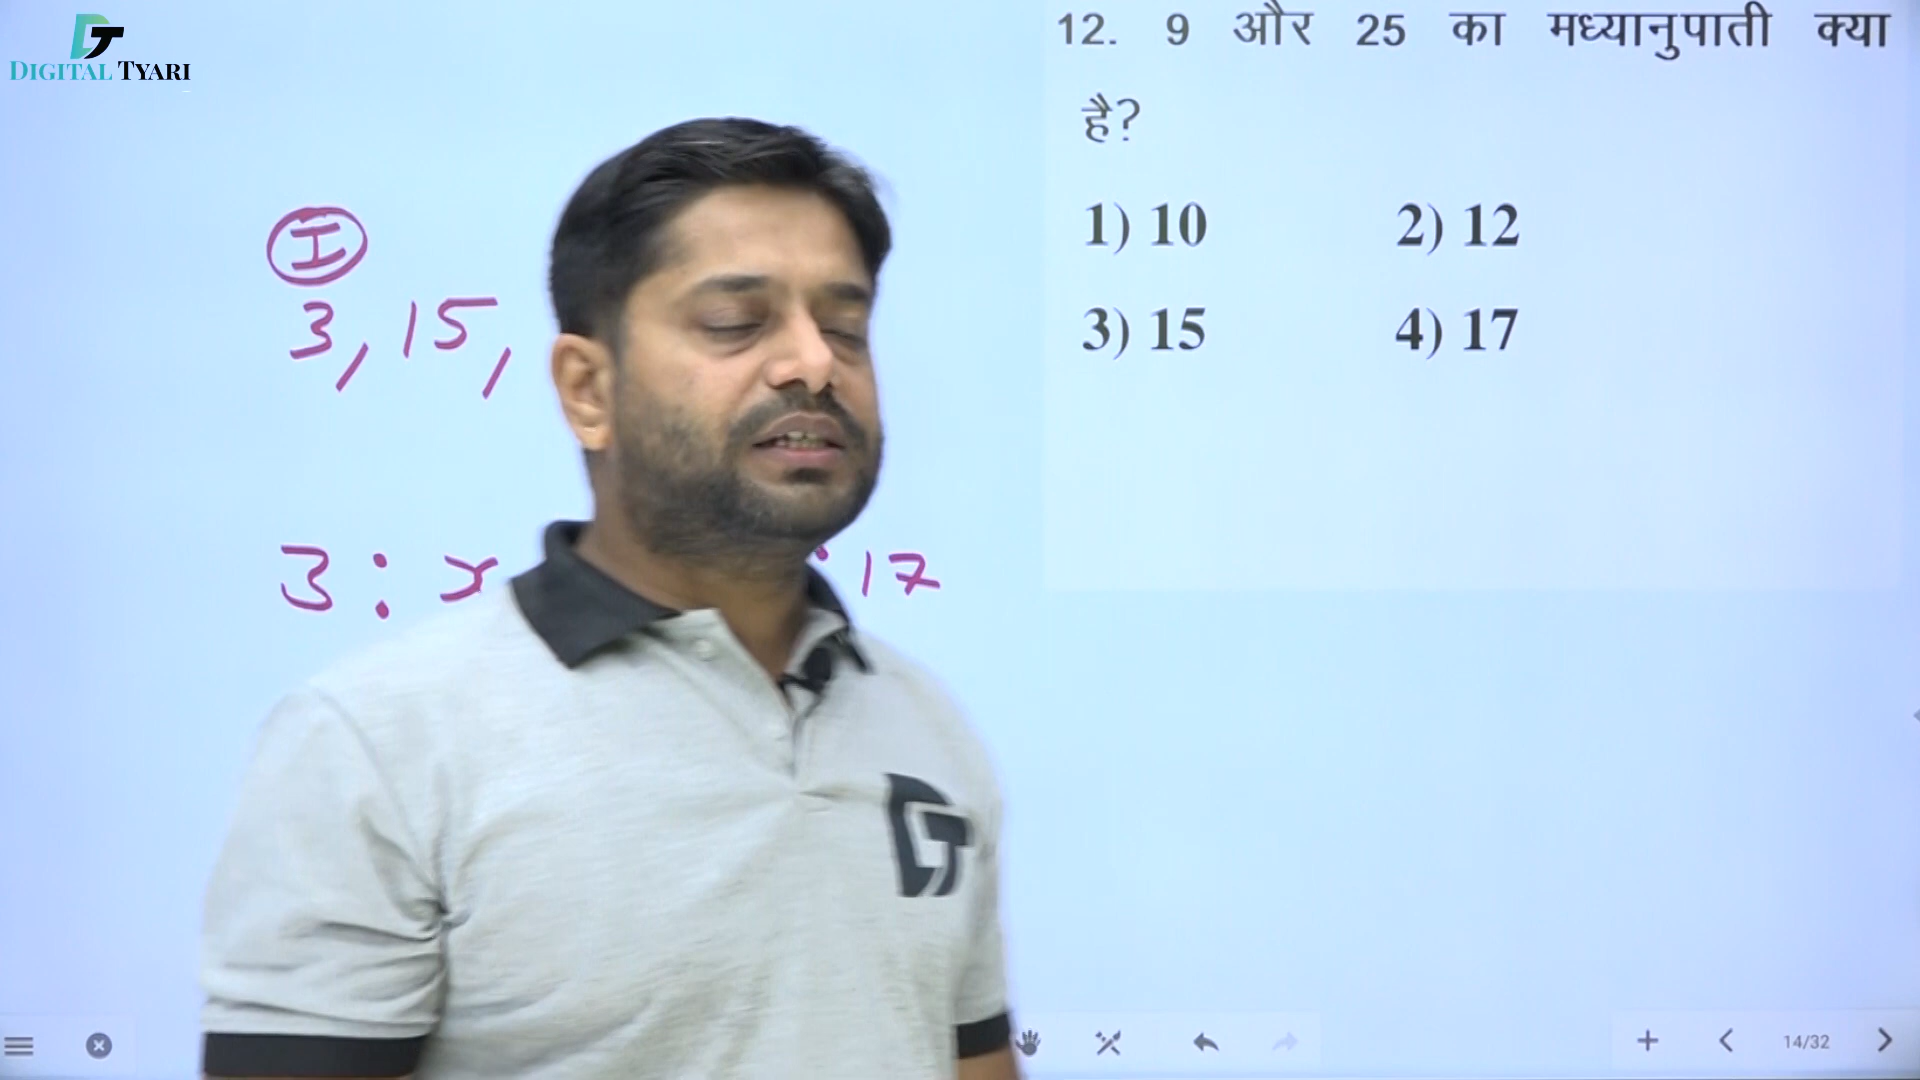 DIGITAL TYARI
12. 9 और 25 का मध्यानुपाती क्या
है?
1) 10 2) 12
3) 15 4) 17
I
3, 15,
3 : x : 17
DT
14/32